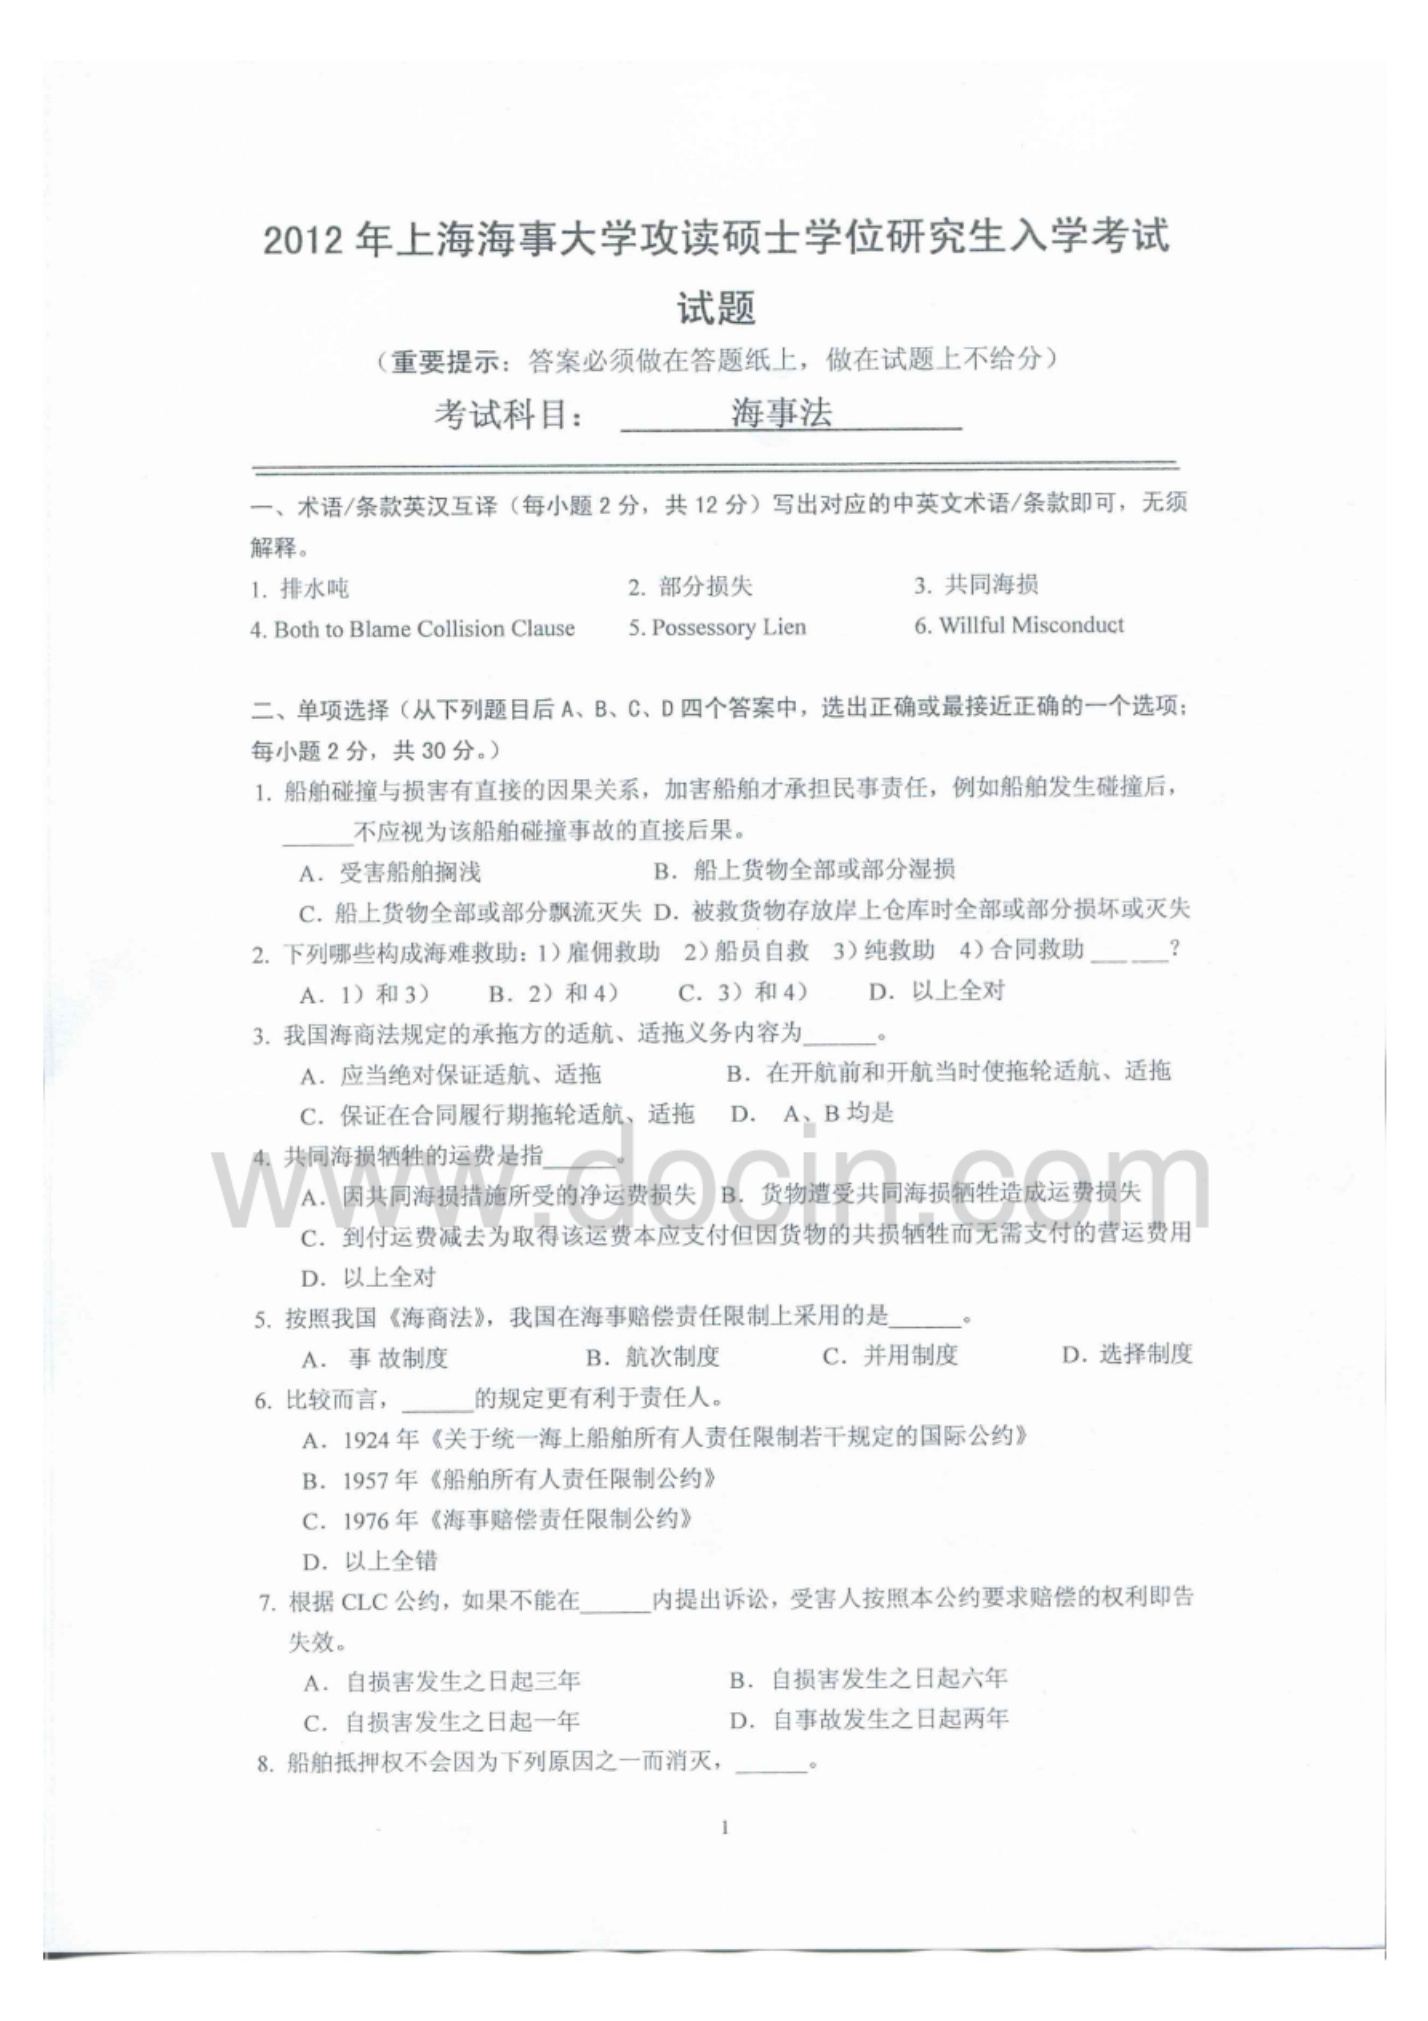 2012 年上海海事大学攻读硕士学位研究生入学考试
试题
（重要提示：答案必须做在答题纸上，做在试题上不给分）
考试科目： 海事法
一、术语/条款英汉互译（每小题 2 分，共 12 分）写出对应的中英文术语/条款即可，无须
解释。
1. 排水吨 2. 部分损失 3. 共同海损
4. Both to Blame Collision Clause 5. Possessory Lien 6. Willful Misconduct
二、单项选择（从下列题目后 A、B、C、D 四个答案中，选出正确或最接近正确的一个选项；
每小题 2 分，共 30 分。）
1. 船舶碰撞与损害有直接的因果关系，加害船舶才承担民事责任，例如船舶发生碰撞后，
______不应视为该船舶碰撞事故的直接后果。
A．受害船舶搁浅 B．船上货物全部或部分湿损
C．船上货物全部或部分飘流灭失 D．被救货物存放岸上仓库时全部或部分损坏或灭失
2. 下列哪些构成海难救助：1）雇佣救助 2）船员自救 3）纯救助 4）合同救助 ___ ___？
A．1）和 3） B．2）和 4） C．3）和 4） D．以上全对
3. 我国海商法规定的承拖方的适航、适拖义务内容为______。
A．应当绝对保证适航、适拖 B．在开航前和开航当时使拖轮适航、适拖
C．保证在合同履行期拖轮适航、适拖 D． A、B 均是
4. 共同海损牺牲的运费是指______。
A．因共同海损措施所受的净运费损失 B．货物遭受共同海损牺牲造成运费损失
C．到付运费减去为取得该运费本应支付但因货物的共损牺牲而无需支付的营运费用
D．以上全对
5. 按照我国《海商法》，我国在海事赔偿责任限制上采用的是______。
A． 事 故制度 B．航次制度 C．并用制度 D．选择制度
6. 比较而言，______的规定更有利于责任人。
A．1924 年《关于统一海上船舶所有人责任限制若干规定的国际公约》
B．1957 年《船舶所有人责任限制公约》
C．1976 年《海事赔偿责任限制公约》
D．以上全错
7. 根据 CLC 公约，如果不能在______内提出诉讼，受害人按照本公约要求赔偿的权利即告
失效。
A．自损害发生之日起三年 B．自损害发生之日起六年
C．自损害发生之日起一年 D．自事故发生之日起两年
8. 船舶抵押权不会因为下列原因之一而消灭，______。
1
www.docin.com